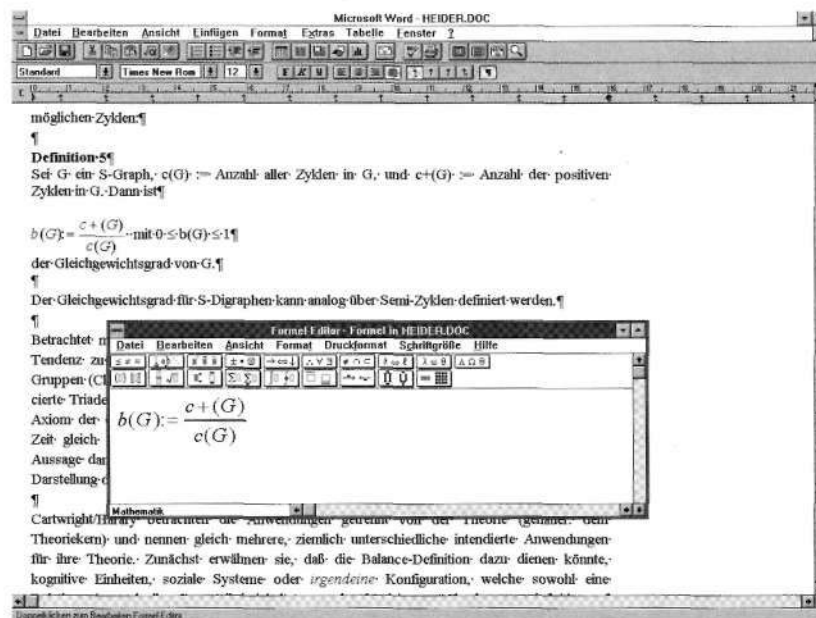 Microsoft Word - HEIDER.DOC
Datei Bearbeiten Ansicht Einfügen Format Extras Tabelle Fenster ?
Standard Times New Rom 12 F K U
möglichen·Zyklen:¶
¶
Definition·5¶
Sei· G· ein· S-Graph,· c(G)· :=· Anzahl· aller· Zyklen· in· G,· und· c+(G)· :=· Anzahl· der· positiven·
Zyklen·in·G.·Dann·ist¶
b(G):= c+(G) / c(G) ··mit·0·≤·b(G)·≤·1¶
der·Gleichgewichtsgrad·von·G.¶
¶
Der·Gleichgewichtsgrad·für·S-Digraphen·kann·analog·über·Semi-Zyklen·definiert·werden.¶
¶
Betrachtet
Tendenz· zu
Gruppen·
cierte·Triade
Axiom· der·
Zeit· gleich·
Aussage·
Darstellung
¶
Formel Editor - Formel in HEIDER.DOC
Datei Bearbeiten Ansicht Format Druckformat Schriftgröße Hilfe
b(G):= c+(G) / c(G)
Mathematik
Cartwright/Harary· betrachten· die· Anwendungen· getrennt· von· der· Theorie· (genauer:· dem·
Theoriekern)· und· nennen· gleich· mehrere,· ziemlich· unterschiedliche· intendierte· Anwendungen·
für· ihre· Theorie.· Zunächst· erwähnen· sie,· daß· die· Balance-Definition· dazu· dienen· könnte,·
kognitive· Einheiten,· soziale· Systeme· oder· irgendeine· Konfiguration,· welche· sowohl· eine·
Doppelklicken zum Bearbeiten Formel Editor